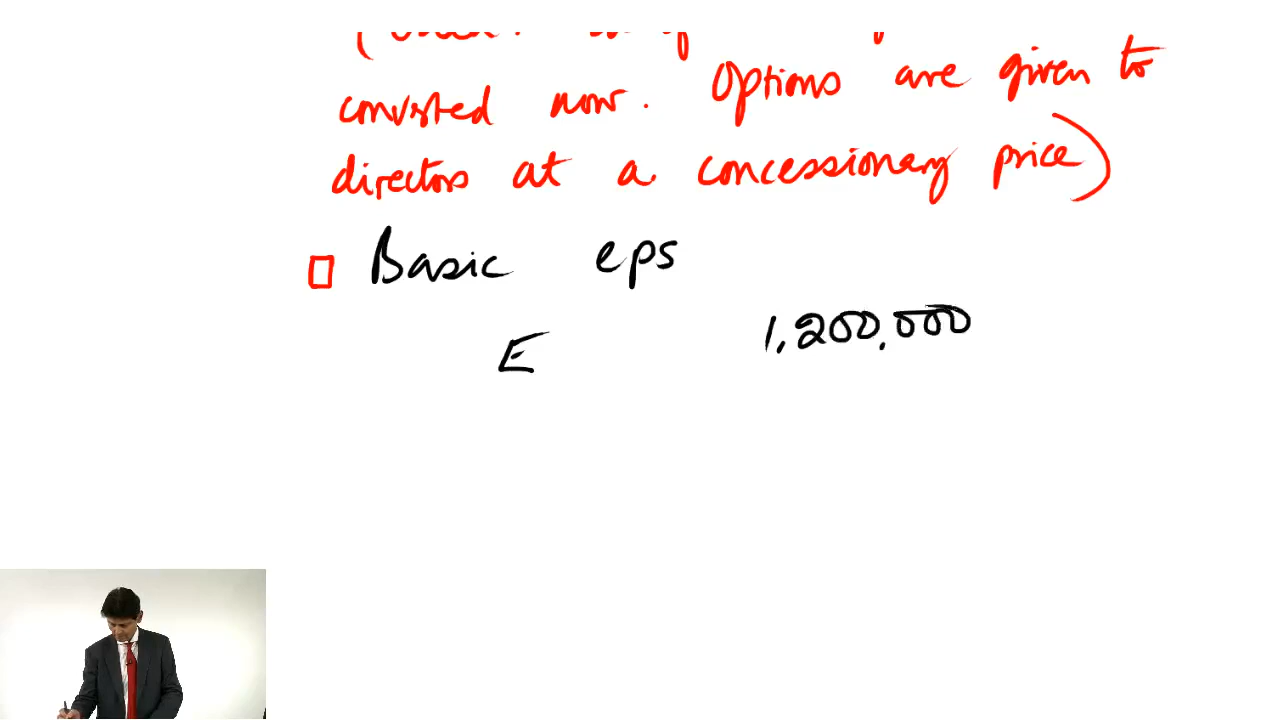 Options are given to
converted now.
directors at a concessionary price)
Basic eps
E 1,200,000